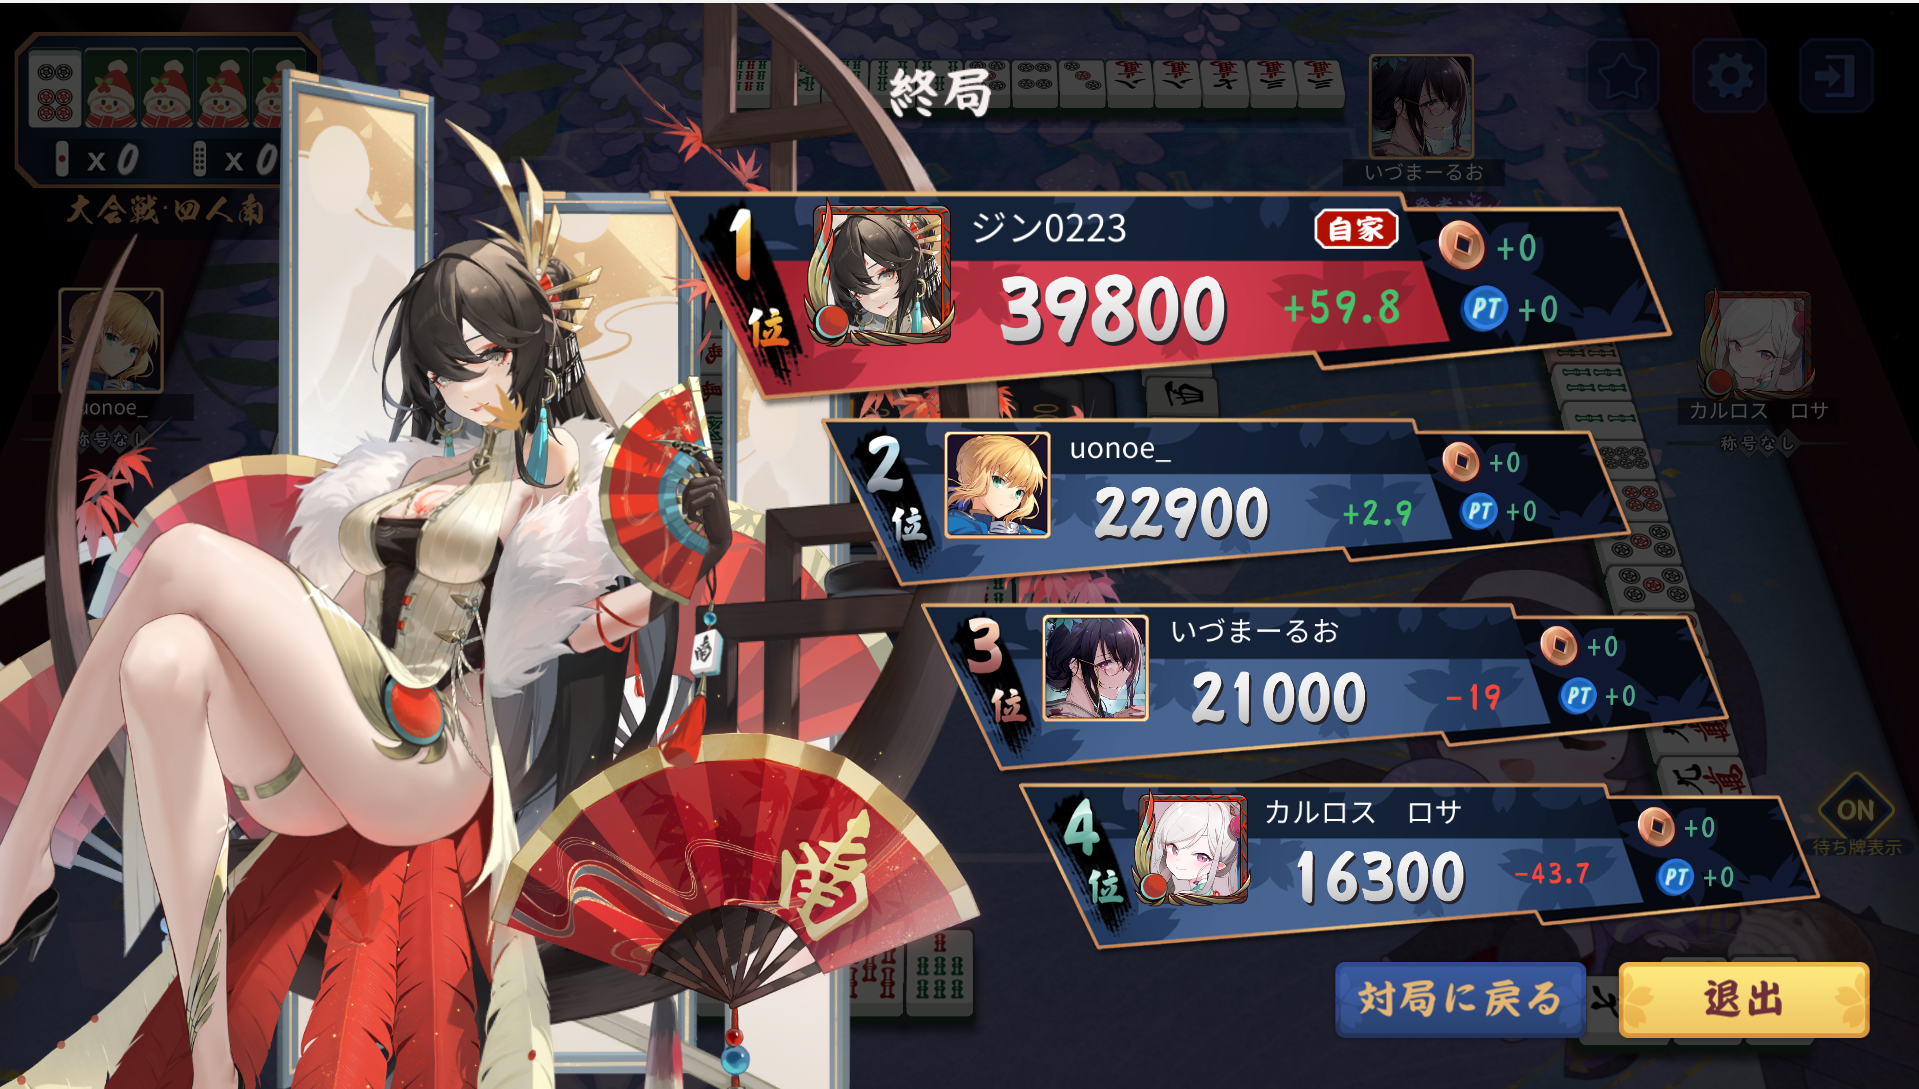 終局
x 0 x 0
大会戦・四人南
いづまーるお
uonoe_
称号なし
カルロス　ロサ
称号なし
1位
ジン0223
自家
39800
+59.8
+0
PT +0
2位
uonoe_
22900
+2.9
+0
PT +0
3位
いづまーるお
21000
-19
+0
PT +0
4位
カルロス　ロサ
16300
-43.7
+0
PT +0
ON
待ち牌表示
対局に戻る
退出